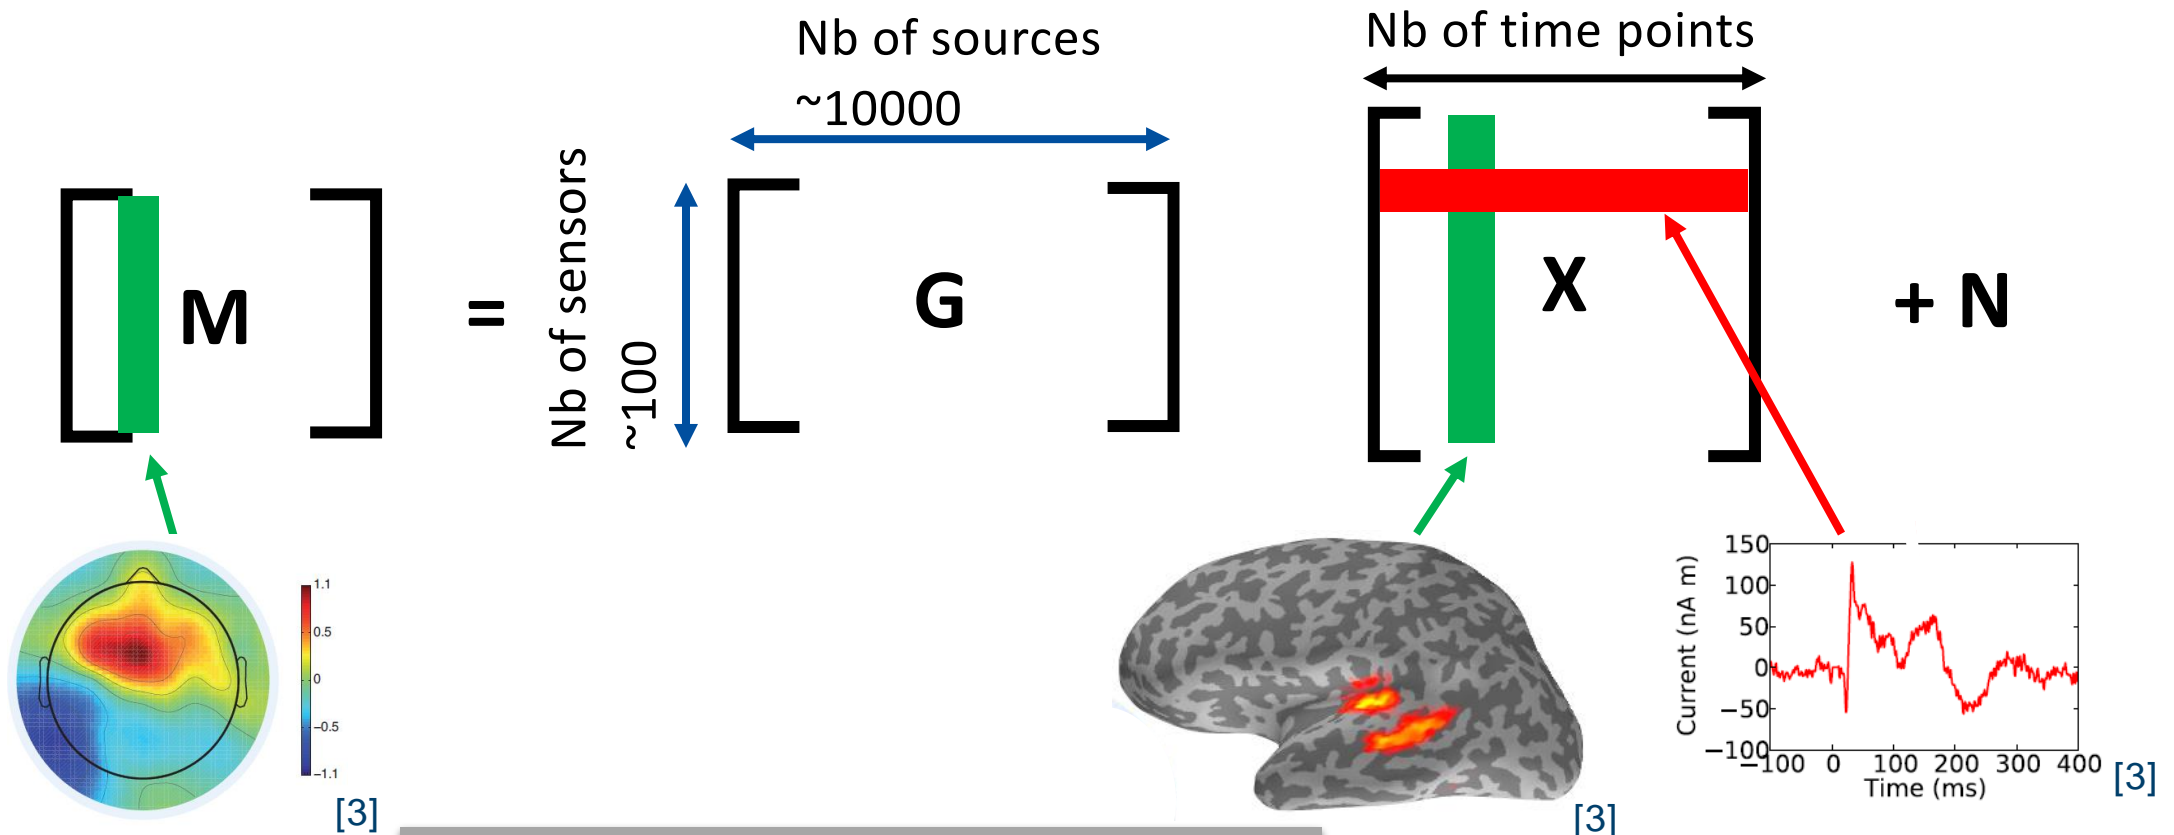 Nb of sources
~10000
Nb of time points
Nb of sensors
~100
M
=
G
X
+ N
1.1
0.5
0
−0.5
−1.1
[3]
[3]
Current (nA m)
150
100
50
0
−50
−100
−100 0 100 200 300 400
Time (ms)
[3]